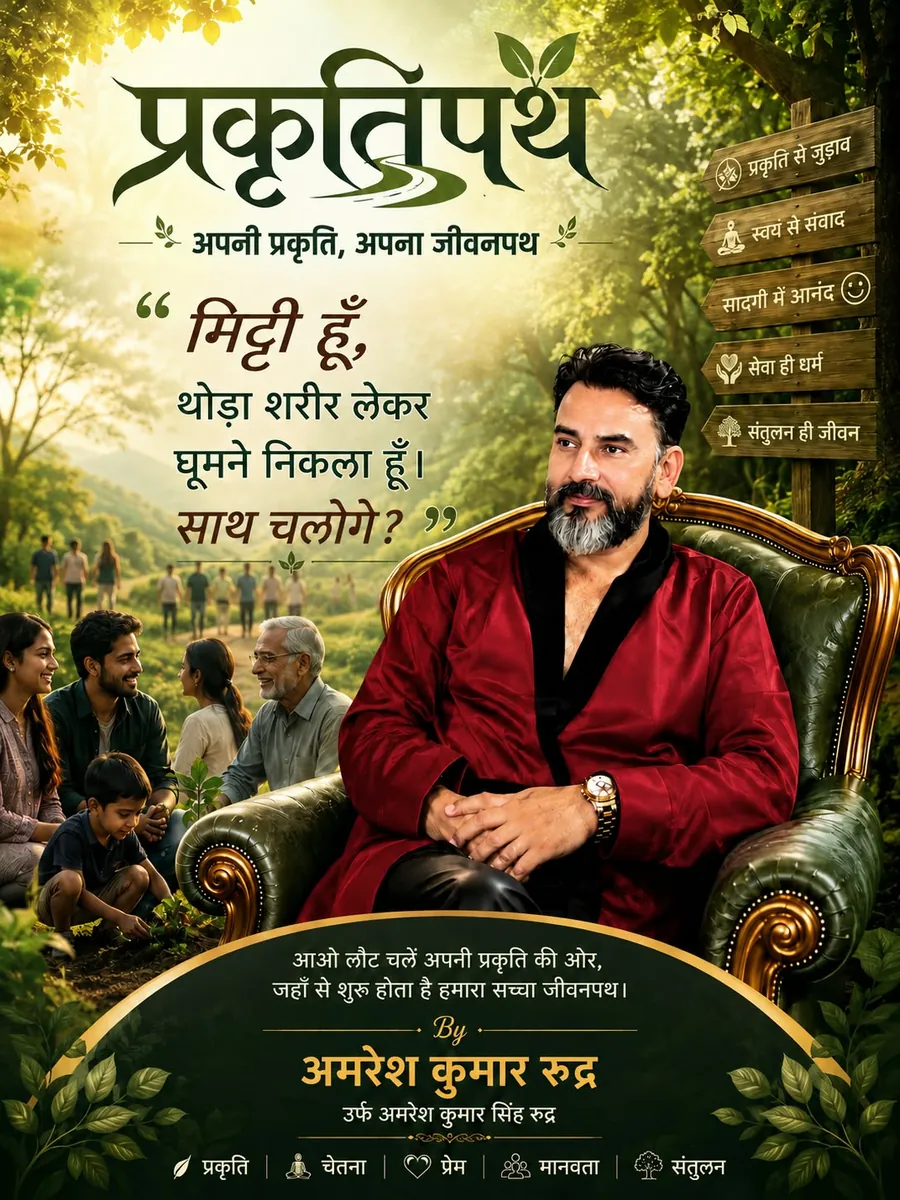 प्रकृतिपथ
अपनी प्रकृति, अपना जीवनपथ
“ मिट्टी हूँ,
थोड़ा शरीर लेकर
घूमने निकला हूँ।
साथ चलोगे? ”
प्रकृति से जुड़ाव
स्वयं से संवाद
सादगी में आनंद
सेवा ही धर्म
संतुलन ही जीवन
आओ लौट चलें अपनी प्रकृति की ओर,
जहाँ से शुरू होता है हमारा सच्चा जीवनपथ।
By
अमरेश कुमार रुद्र
उर्फ अमरेश कुमार सिंह रुद्र
प्रकृति | चेतना | प्रेम | मानवता | संतुलन